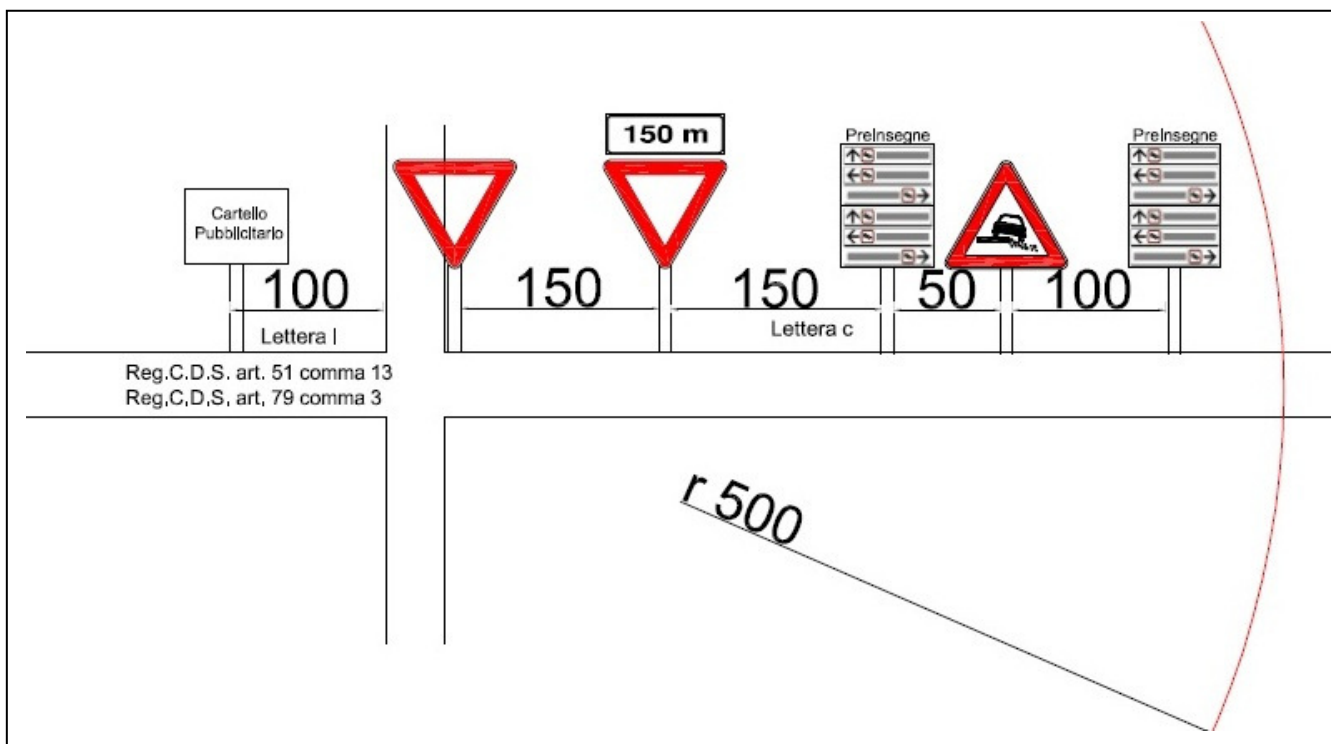 150 m
PreInsegne
PreInsegne
Cartello
Pubblicitario
100
150
150
50
100
Lettera l
Lettera c
Reg.C.D.S. art. 51 comma 13
Reg,C,D,S, art, 79 comma 3
r 500